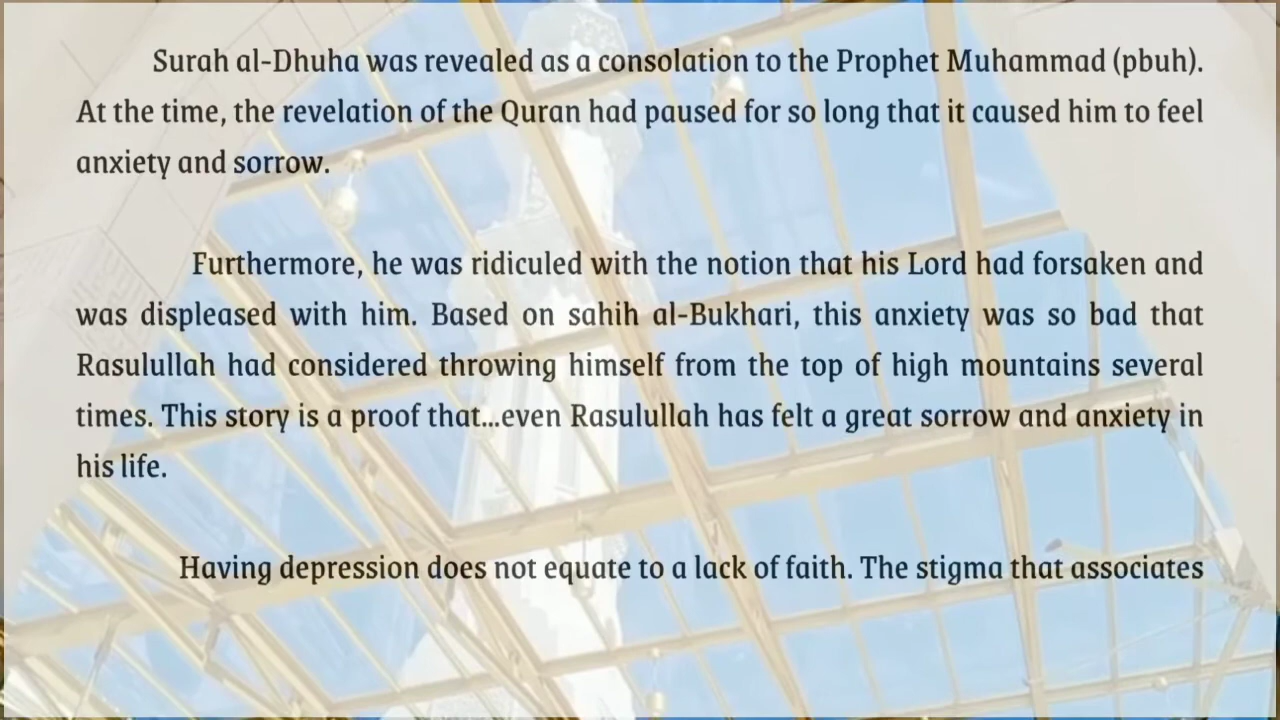 Surah al-Dhuha was revealed as a consolation to the Prophet Muhammad (pbuh).
At the time, the revelation of the Quran had paused for so long that it caused him to feel
anxiety and sorrow.
Furthermore, he was ridiculed with the notion that his Lord had forsaken and
was displeased with him. Based on sahih al-Bukhari, this anxiety was so bad that
Rasulullah had considered throwing himself from the top of high mountains several
times. This story is a proof that...even Rasulullah has felt a great sorrow and anxiety in
his life.
Having depression does not equate to a lack of faith. The stigma that associates